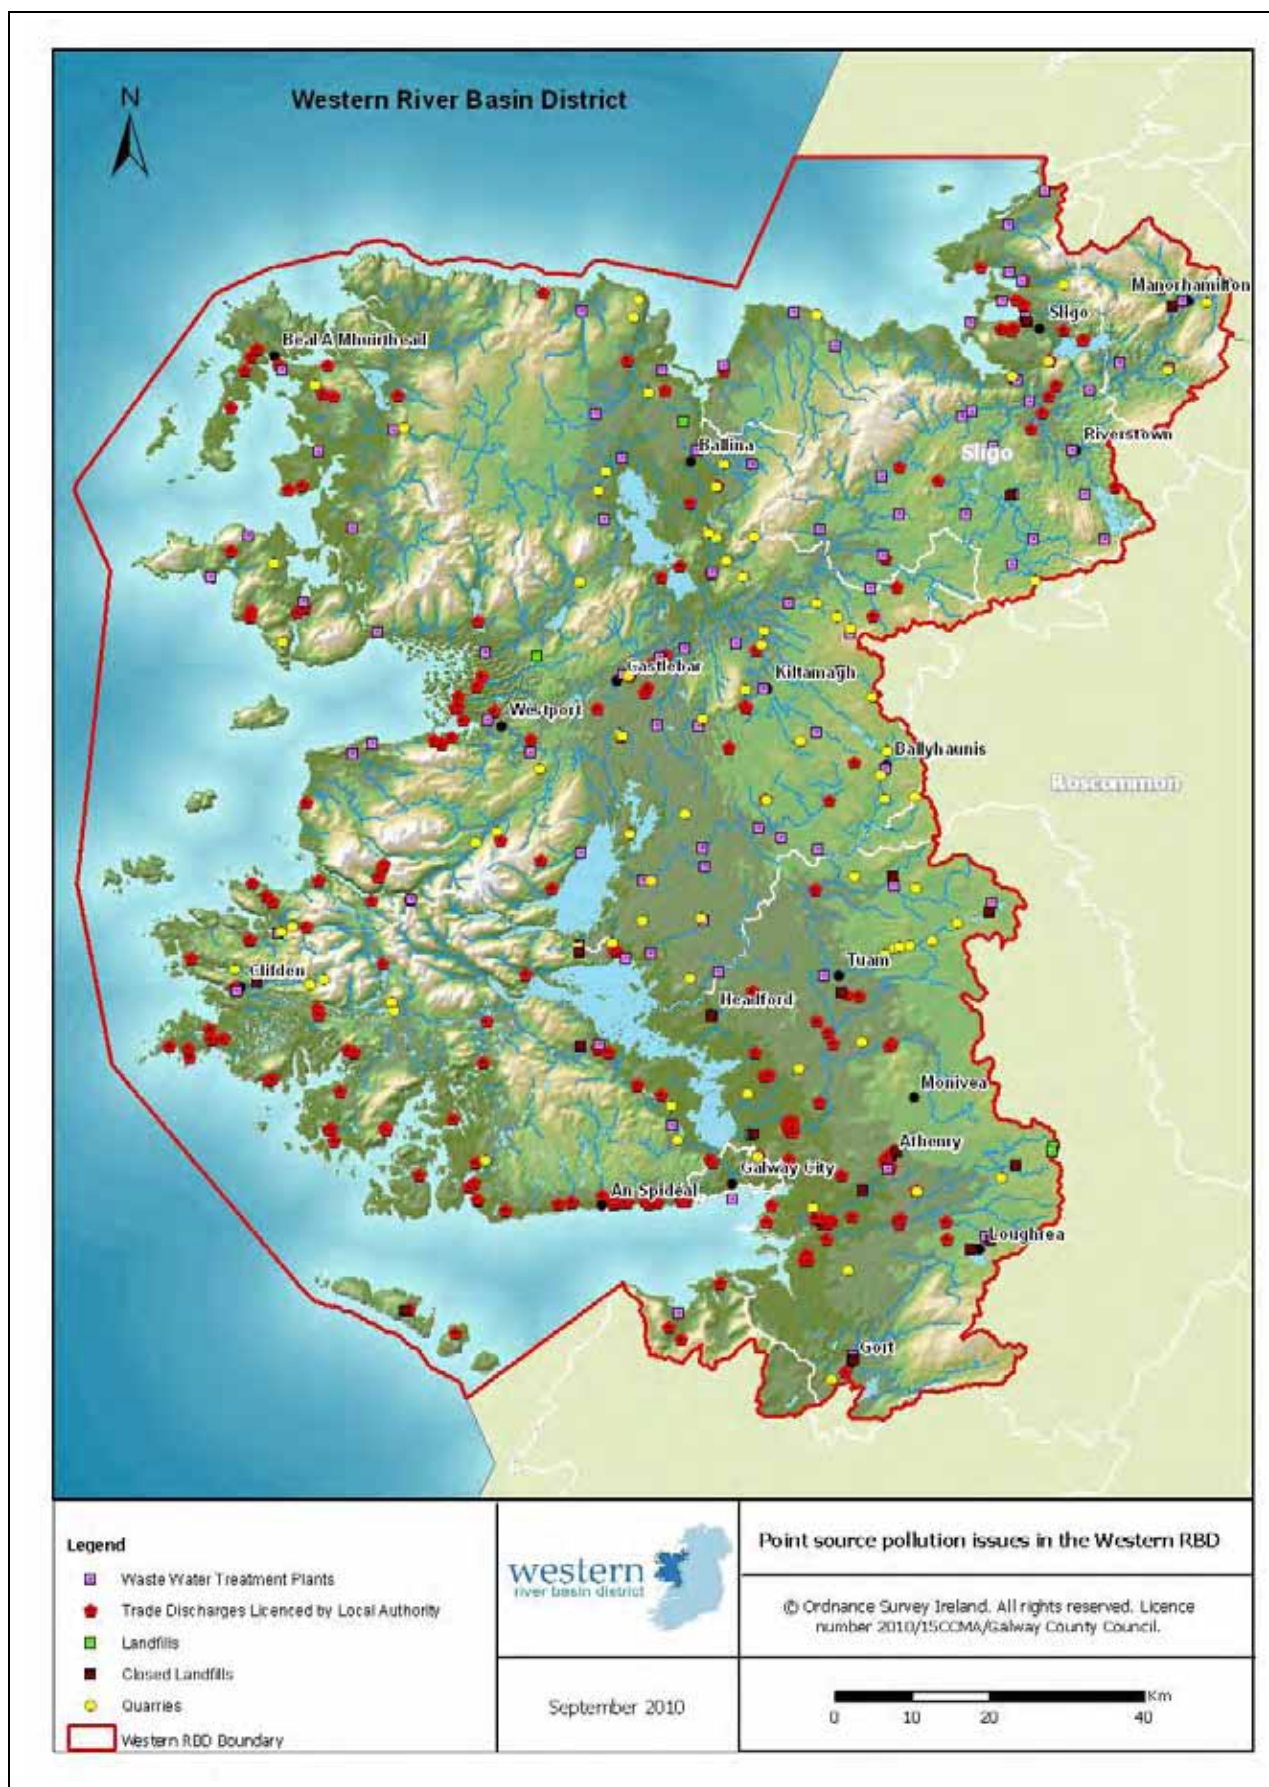 N
Western River Basin District
Manorhamilton
Sligo
Beal A Mhuirthead
Riverstown
Ballina
Sligo
Castlebar
Kiltamagh
Westport
Ballyhaunis
Roscommon
Tuam
Clifden
Headford
Monivea
Athenry
Galway City
An Spidéal
Loughrea
Gort
Legend
Waste Water Treatment Plants
Trade Discharges Licenced by Local Authority
Landfills
Closed Landfills
Quarries
Western RBD Boundary
western
river basin district
September 2010
Point source pollution issues in the Western RBD
© Ordnance Survey Ireland. All rights reserved. Licence
number 2010/15CCMA/Galway County Council.
Km
0 10 20 40